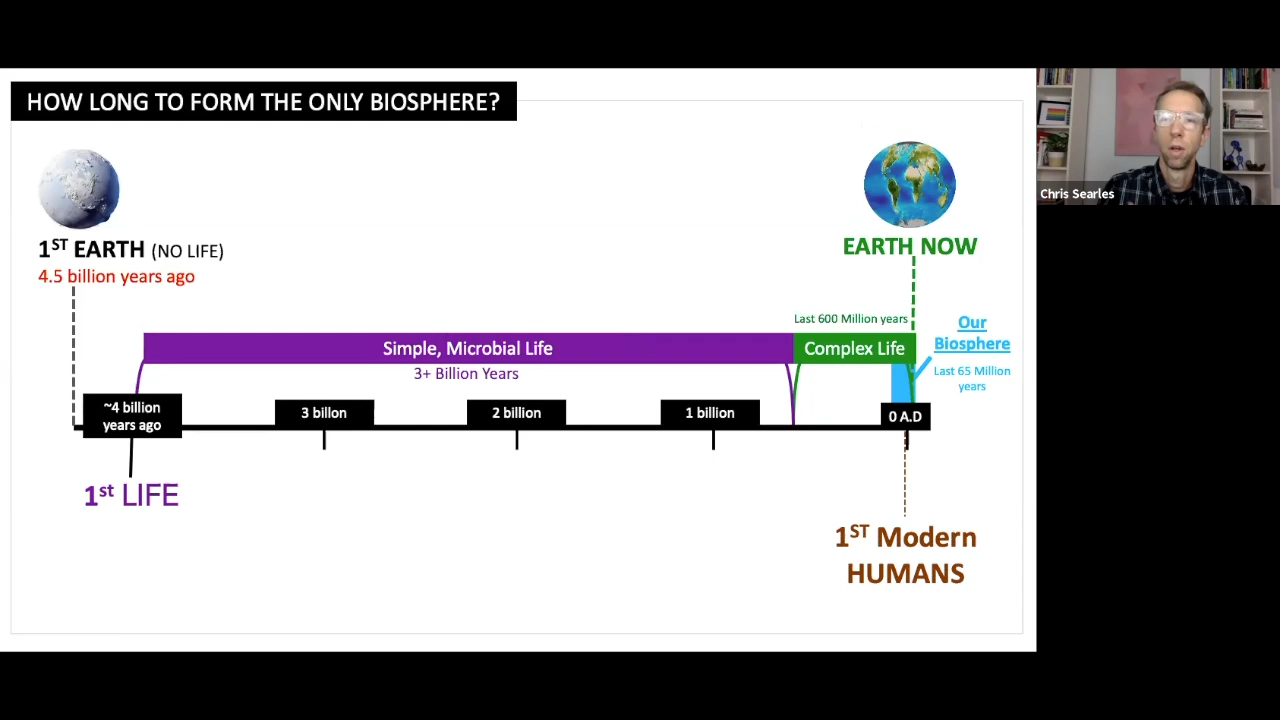 HOW LONG TO FORM THE ONLY BIOSPHERE?
Chris Searles
1ST EARTH (NO LIFE)
4.5 billion years ago
EARTH NOW
Last 600 Million years
Our
Biosphere
Last 65 Million
years
Simple, Microbial Life
Complex Life
3+ Billion Years
~4 billion
years ago
3 billon
2 billion
1 billion
0 A.D
1st LIFE
1ST Modern
HUMANS